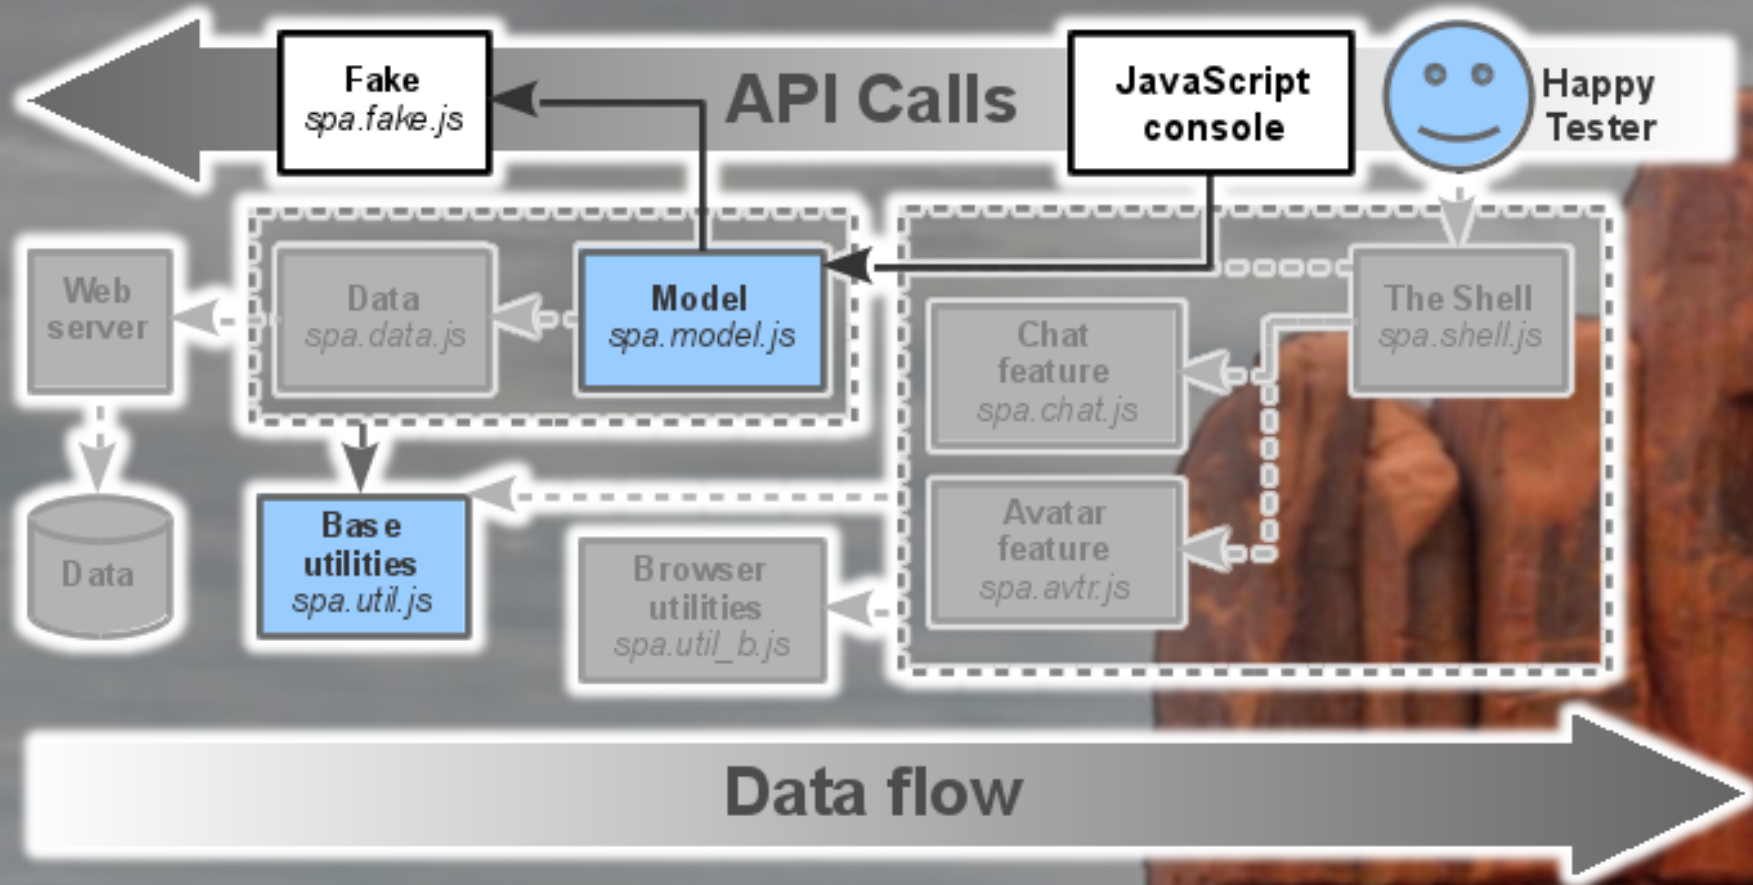 Fake
spa.fake.js
API Calls
JavaScript
console
Happy
Tester
Web
server
Data
spa.data.js
Model
spa.model.js
The Shell
spa.shell.js
Chat
feature
spa.chat.js
Data
Base
utilities
spa.util.js
Browser
utilities
spa.util_b.js
Avatar
feature
spa.avtr.js
Data flow